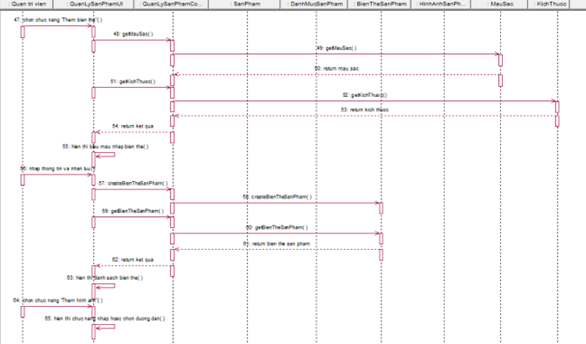 : Quan tri vien
: QuanLySanPhamUI
: QuanLySanPhamCo...
: SanPham
: DanhMucSanPham
: BienTheSanPham
: HinhAnhSanPh...
: MauSac
: KichThuoc
47: chon chuc nang 'Them bien the'( )
48: getMauSac( )
49: getMauSac( )
50: return mau sac
51: getKichThuoc( )
52: getKichThuoc( )
53: return kich thuoc
54: return ket qua
55: hien thi bieu mau nhap bien the( )
56: nhap thong tin va nhan luu( )
57: createBienTheSanPham( )
58: createBienTheSanPham( )
59: getBienTheSanPham( )
60: getBienTheSanPham( )
61: return bien the san pham
62: return ket qua
63: hien thi danh sach bien the( )
64: chon chuc nang 'Them hinh anh'( )
65: hien thi chuc nang nhap hoac chon duong dan( )